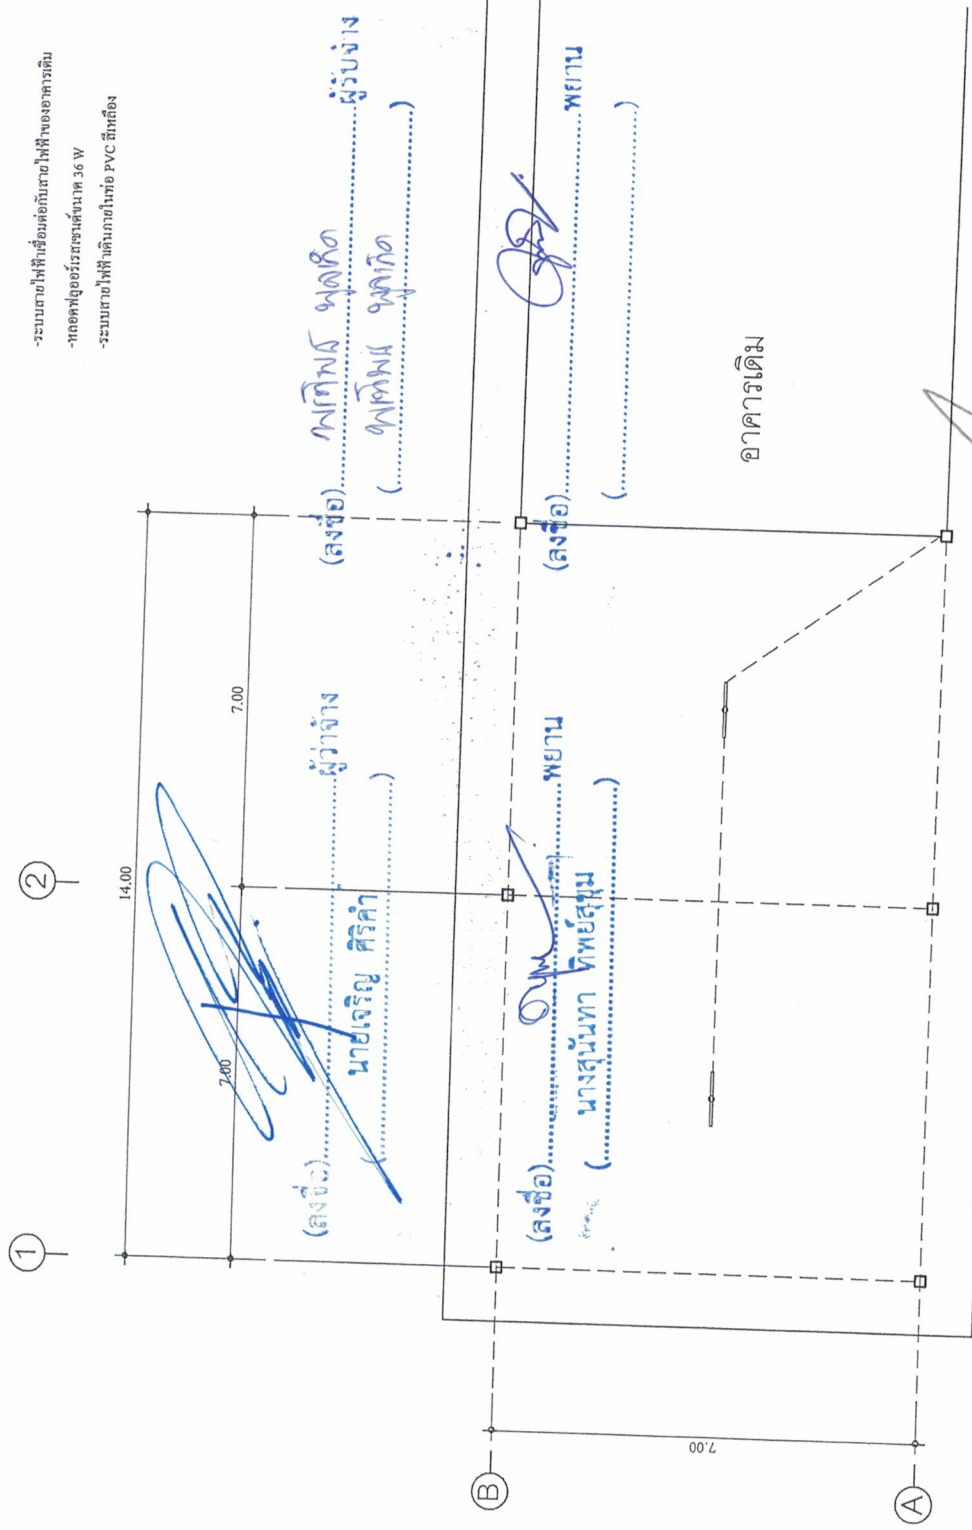 -ระบบสายไฟฟ้าเชื่อมต่อกับสายไฟฟ้าของอาคารเดิม
-หลอดฟลูออร์เรสเซนต์ขนาด 36 W
-ระบบสายไฟฟ้าเดินภายในท่อ PVC สีเหลือง
1
2
14.00
7.00
7.00
(ลงชื่อ)..........ผู้ว่าจ้าง
(นายเจริญ ศิริคำ)
(ลงชื่อ)..........ผู้รับจ้าง
(..........)
(ลงชื่อ)..........พยาน
(นางสุนันทา ทิพย์สุขุม)
(ลงชื่อ)..........พยาน
(..........)
อาคารเดิม
B
7.00
A